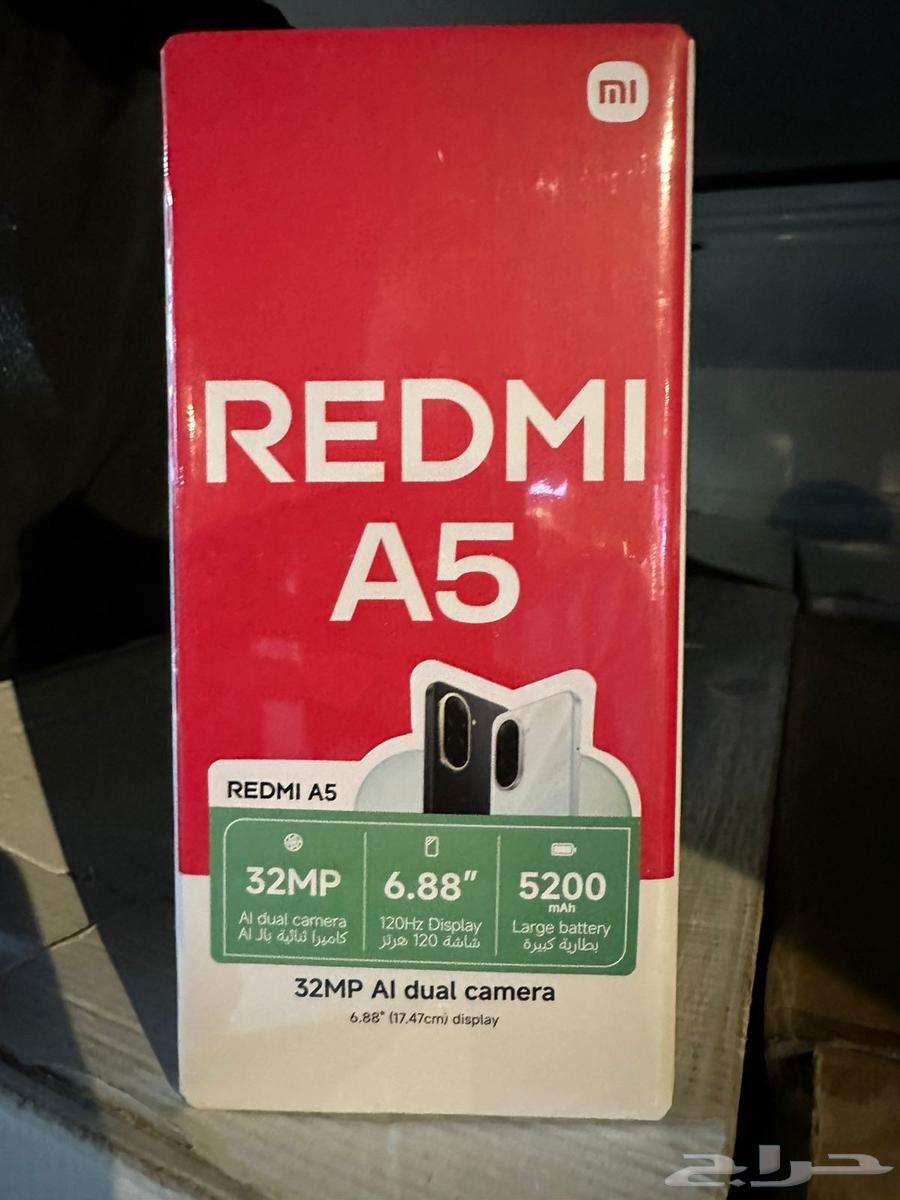 mi
REDMI
A5
REDMI A5
32MP
AI dual camera
كاميرا ثنائية بالـ AI
6.88"
120Hz Display
شاشة 120 هرتز
5200
mAh
Large battery
بطارية كبيرة
32MP AI dual camera
6.88" (17.47cm) display
حراج